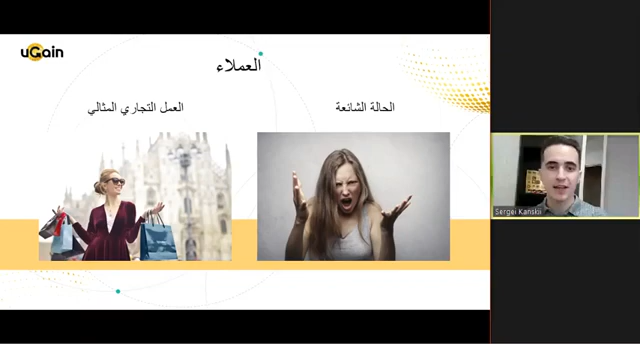 uGain
العملاء
الحالة الشائعة
العمل التجاري المثالي
Sergei Kanskii